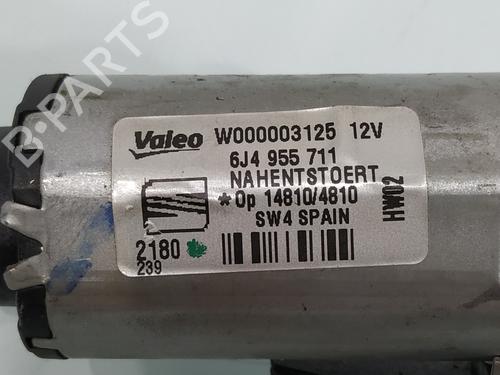 Valeo W000003125 12V
6J4 955 711
NAHENTSTOERT
*Op 14810/4810
SW4 SPAIN
HW02
2180
239
B-PARTS